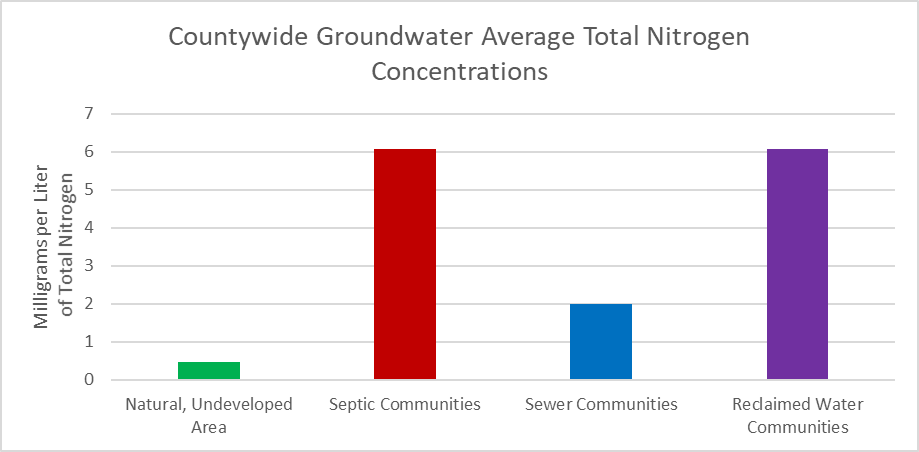 Countywide Groundwater Average Total Nitrogen
Concentrations
Milligrams per Liter
of Total Nitrogen
7
6
5
4
3
2
1
0
Natural, Undeveloped
Area
Septic Communities
Sewer Communities
Reclaimed Water
Communities